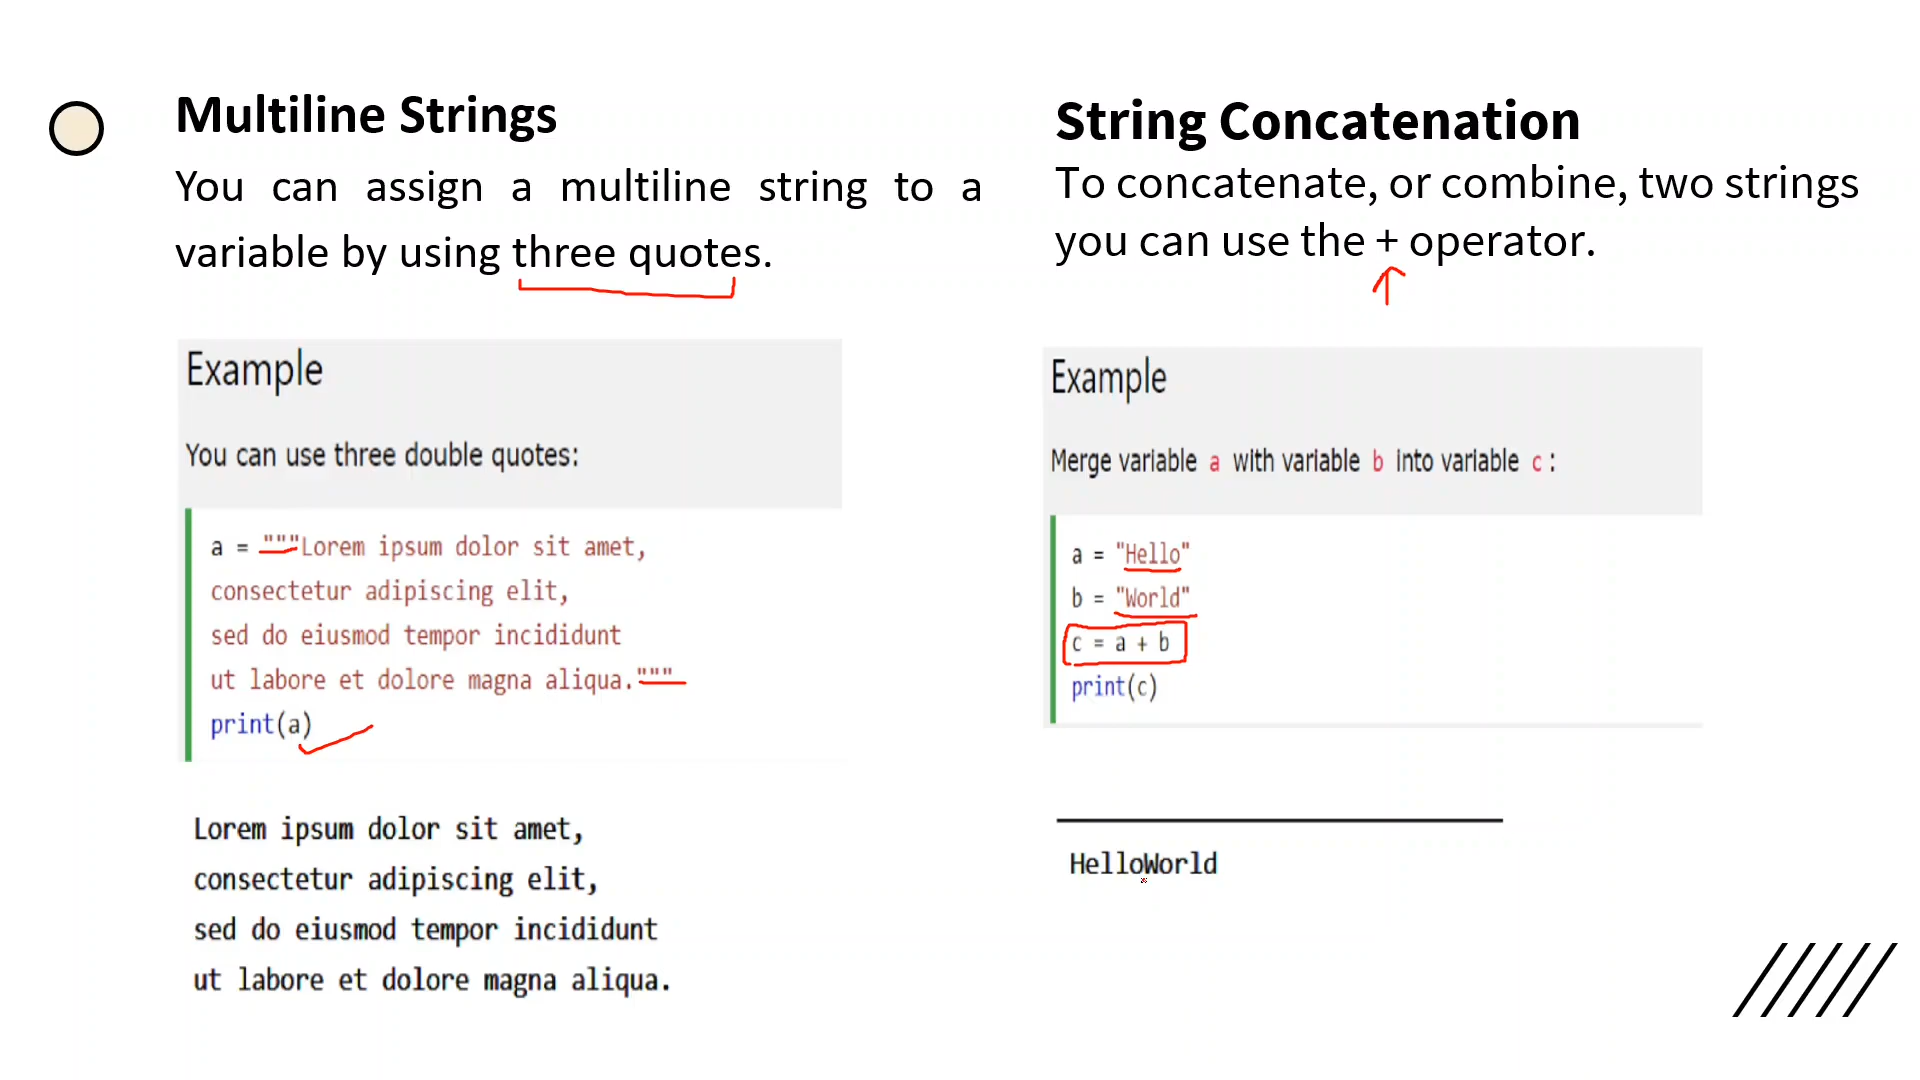 Multiline Strings
You can assign a multiline string to a
variable by using three quotes.
Example
You can use three double quotes:
a = """Lorem ipsum dolor sit amet,
consectetur adipiscing elit,
sed do eiusmod tempor incididunt
ut labore et dolore magna aliqua."""
print(a)
Lorem ipsum dolor sit amet,
consectetur adipiscing elit,
sed do eiusmod tempor incididunt
ut labore et dolore magna aliqua.
String Concatenation
To concatenate, or combine, two strings
you can use the + operator.
Example
Merge variable a with variable b into variable c :
a = "Hello"
b = "World"
c = a + b
print(c)
HelloWorld